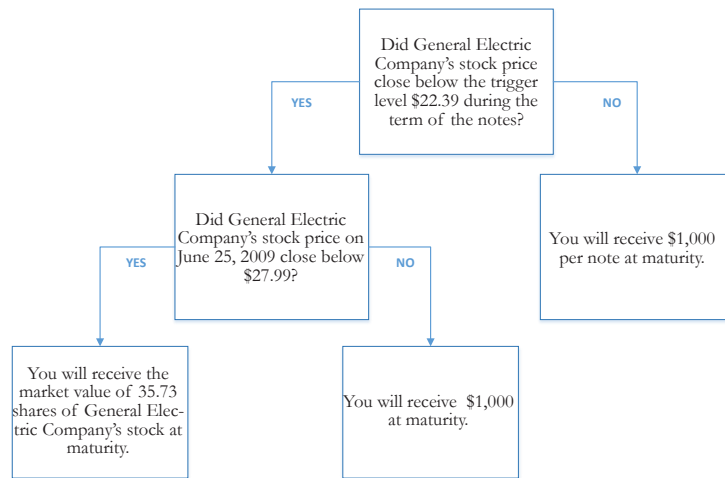 Did General Electric
Company's stock price
close below the trigger
level $22.39 during the
term of the notes?
YES
NO
Did General Electric
Company's stock price on
June 25, 2009 close below
$27.99?
You will receive $1,000
per note at maturity.
YES
NO
You will receive the
market value of 35.73
shares of General Elec-
tric Company's stock at
maturity.
You will receive $1,000
at maturity.